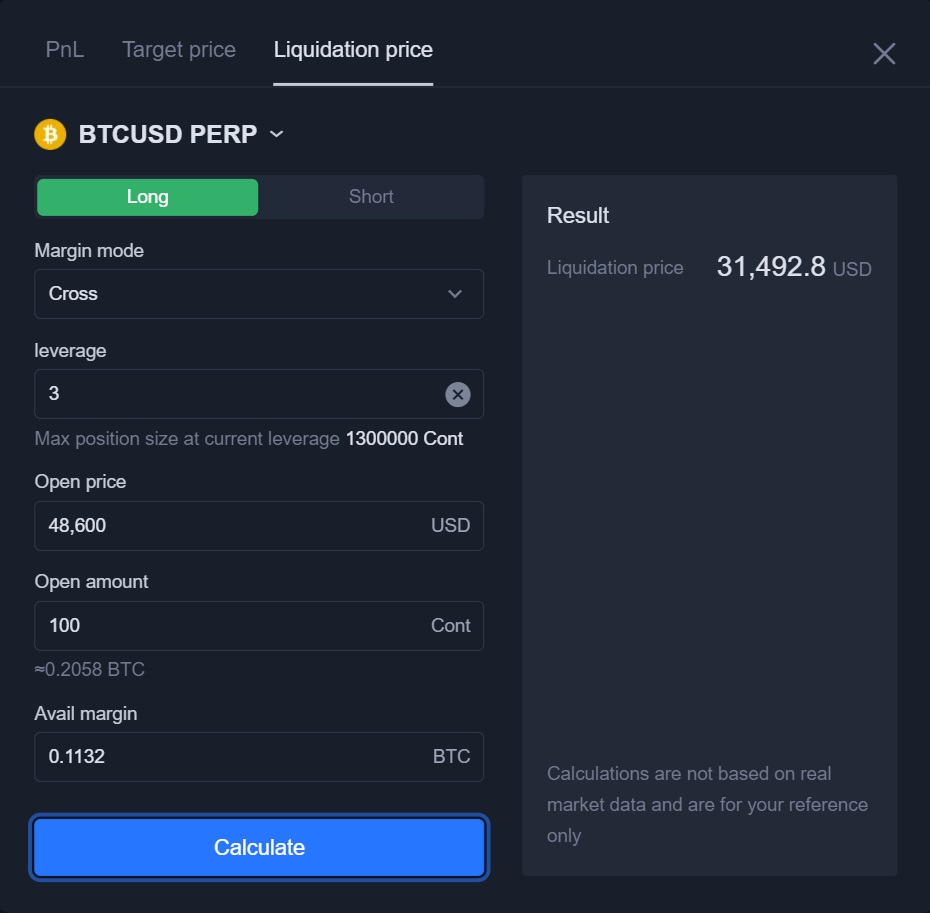 PnL Target price Liquidation price
BTCUSD PERP
Long Short
Margin mode
Cross
leverage
3
Max position size at current leverage 1300000 Cont
Open price
48,600 USD
Open amount
100 Cont
≈0.2058 BTC
Avail margin
0.1132 BTC
Calculate
Result
Liquidation price 31,492.8 USD
Calculations are not based on real
market data and are for your reference
only